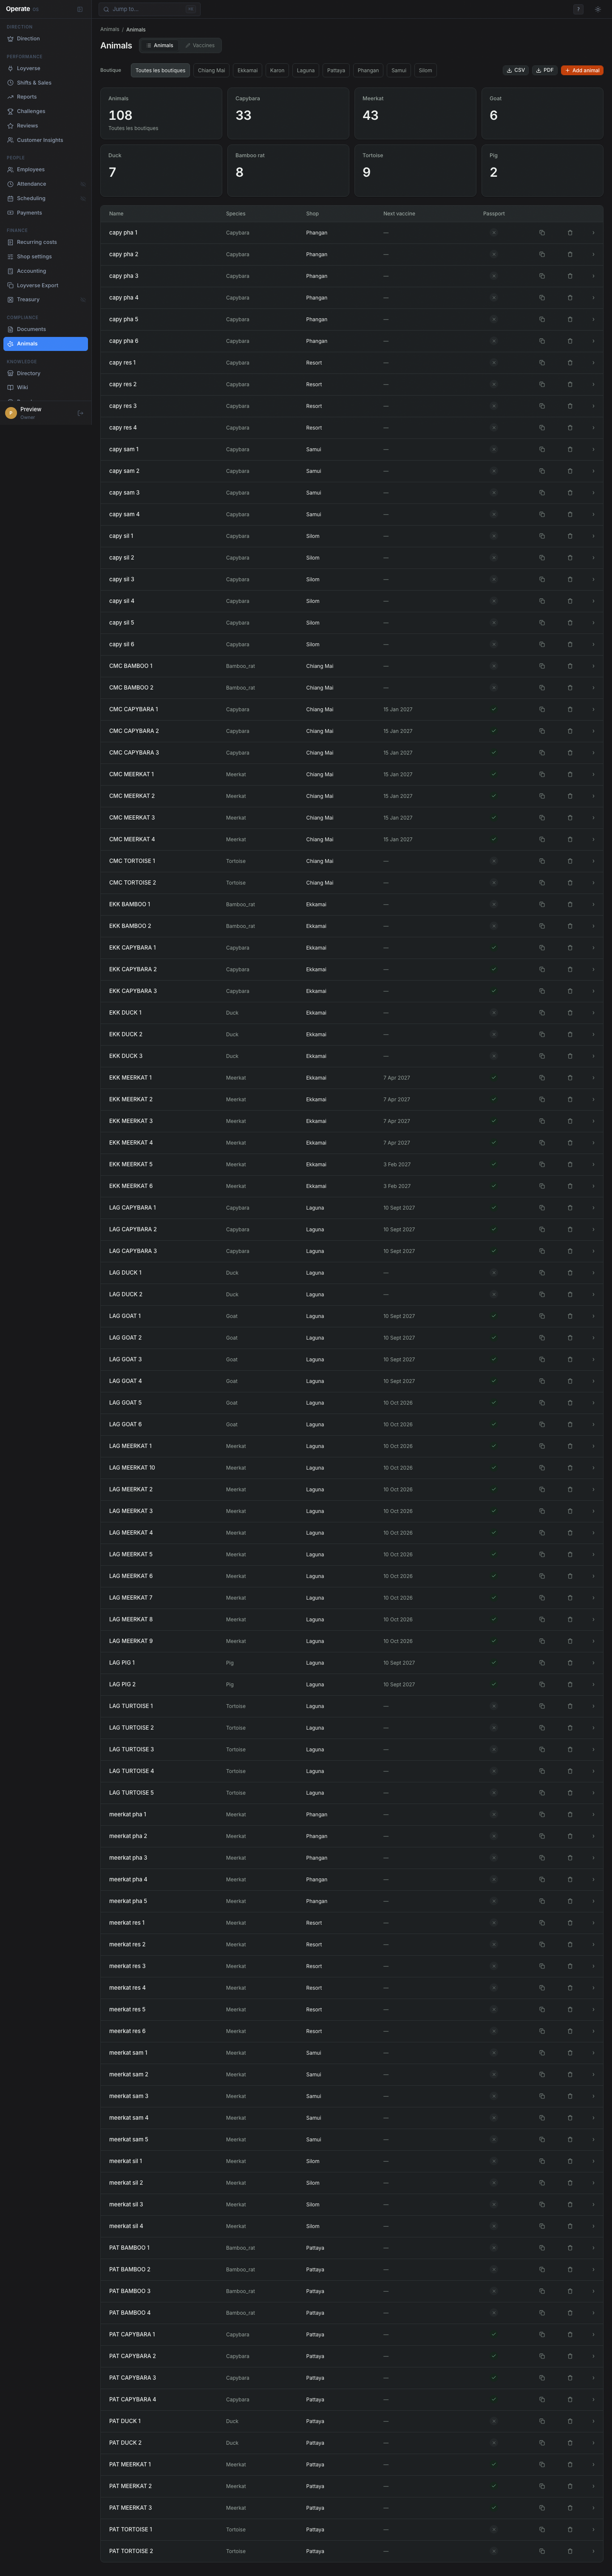 Operate
Jump to...
?
DIRECTION
Direction
PERFORMANCE
Loyverse
Shifts & Sales
Reports
Challenges
Reviews
Customer Insights
PEOPLE
Employees
Attendance
Scheduling
Payments
FINANCE
Recurring costs
Shop settings
Accounting
Loyverse Export
Treasury
COMPLIANCE
Documents
Animals
KNOWLEDGE
Directory
Wiki
P
Preview
Owner
Animals / Animals
Animals
Animals Vaccines
Boutique Toutes les boutiques Chiang Mai Ekkamai Karon Laguna Pattaya Phangan Samui Silom
CSV PDF + Add animal
Animals
108
Toutes les boutiques
Capybara
33
Meerkat
43
Goat
6
Duck
7
Bamboo rat
8
Tortoise
9
Pig
2
Name Species Shop Next vaccine Passport
capy pha 1 Capybara Phangan —
capy pha 2 Capybara Phangan —
capy pha 3 Capybara Phangan —
capy pha 4 Capybara Phangan —
capy pha 5 Capybara Phangan —
capy pha 6 Capybara Phangan —
capy res 1 Capybara Resort —
capy res 2 Capybara Resort —
capy res 3 Capybara Resort —
capy res 4 Capybara Resort —
capy sam 1 Capybara Samui —
capy sam 2 Capybara Samui —
capy sam 3 Capybara Samui —
capy sam 4 Capybara Samui —
capy sil 1 Capybara Silom —
capy sil 2 Capybara Silom —
capy sil 3 Capybara Silom —
capy sil 4 Capybara Silom —
capy sil 5 Capybara Silom —
capy sil 6 Capybara Silom —
CMC BAMBOO 1 Bamboo_rat Chiang Mai —
CMC BAMBOO 2 Bamboo_rat Chiang Mai —
CMC CAPYBARA 1 Capybara Chiang Mai 15 Jan 2027
CMC CAPYBARA 2 Capybara Chiang Mai 15 Jan 2027
CMC CAPYBARA 3 Capybara Chiang Mai 15 Jan 2027
CMC MEERKAT 1 Meerkat Chiang Mai 15 Jan 2027
CMC MEERKAT 2 Meerkat Chiang Mai 15 Jan 2027
CMC MEERKAT 3 Meerkat Chiang Mai 15 Jan 2027
CMC MEERKAT 4 Meerkat Chiang Mai 15 Jan 2027
CMC TORTOISE 1 Tortoise Chiang Mai —
CMC TORTOISE 2 Tortoise Chiang Mai —
EKK BAMBOO 1 Bamboo_rat Ekkamai —
EKK BAMBOO 2 Bamboo_rat Ekkamai —
EKK CAPYBARA 1 Capybara Ekkamai —
EKK CAPYBARA 2 Capybara Ekkamai —
EKK CAPYBARA 3 Capybara Ekkamai —
EKK DUCK 1 Duck Ekkamai —
EKK DUCK 2 Duck Ekkamai —
EKK DUCK 3 Duck Ekkamai —
EKK MEERKAT 1 Meerkat Ekkamai 7 Apr 2027
EKK MEERKAT 2 Meerkat Ekkamai 7 Apr 2027
EKK MEERKAT 3 Meerkat Ekkamai 7 Apr 2027
EKK MEERKAT 4 Meerkat Ekkamai 7 Apr 2027
EKK MEERKAT 5 Meerkat Ekkamai 3 Feb 2027
EKK MEERKAT 6 Meerkat Ekkamai 3 Feb 2027
LAG CAPYBARA 1 Capybara Laguna 10 Sept 2027
LAG CAPYBARA 2 Capybara Laguna 10 Sept 2027
LAG CAPYBARA 3 Capybara Laguna 10 Sept 2027
LAG DUCK 1 Duck Laguna —
LAG DUCK 2 Duck Laguna —
LAG GOAT 1 Goat Laguna 10 Sept 2027
LAG GOAT 2 Goat Laguna 10 Sept 2027
LAG GOAT 3 Goat Laguna 10 Sept 2027
LAG GOAT 4 Goat Laguna 10 Sept 2027
LAG GOAT 5 Goat Laguna 10 Oct 2026
LAG GOAT 6 Goat Laguna 10 Oct 2026
LAG MEERKAT 1 Meerkat Laguna 10 Oct 2026
LAG MEERKAT 10 Meerkat Laguna 10 Oct 2026
LAG MEERKAT 2 Meerkat Laguna 10 Oct 2026
LAG MEERKAT 3 Meerkat Laguna 10 Oct 2026
LAG MEERKAT 4 Meerkat Laguna 10 Oct 2026
LAG MEERKAT 5 Meerkat Laguna 10 Oct 2026
LAG MEERKAT 6 Meerkat Laguna 10 Oct 2026
LAG MEERKAT 7 Meerkat Laguna 10 Oct 2026
LAG MEERKAT 8 Meerkat Laguna 10 Oct 2026
LAG MEERKAT 9 Meerkat Laguna 10 Oct 2026
LAG PIG 1 Pig Laguna 10 Sept 2027
LAG PIG 2 Pig Laguna 10 Sept 2027
LAG TURTOISE 1 Tortoise Laguna —
LAG TURTOISE 2 Tortoise Laguna —
LAG TURTOISE 3 Tortoise Laguna —
LAG TURTOISE 4 Tortoise Laguna —
LAG TURTOISE 5 Tortoise Laguna —
meerkat pha 1 Meerkat Phangan —
meerkat pha 2 Meerkat Phangan —
meerkat pha 3 Meerkat Phangan —
meerkat pha 4 Meerkat Phangan —
meerkat pha 5 Meerkat Phangan —
meerkat res 1 Meerkat Resort —
meerkat res 2 Meerkat Resort —
meerkat res 3 Meerkat Resort —
meerkat res 4 Meerkat Resort —
meerkat res 5 Meerkat Resort —
meerkat res 6 Meerkat Resort —
meerkat sam 1 Meerkat Samui —
meerkat sam 2 Meerkat Samui —
meerkat sam 3 Meerkat Samui —
meerkat sam 4 Meerkat Samui —
meerkat sam 5 Meerkat Samui —
meerkat sil 1 Meerkat Silom —
meerkat sil 2 Meerkat Silom —
meerkat sil 3 Meerkat Silom —
meerkat sil 4 Meerkat Silom —
PAT BAMBOO 1 Bamboo_rat Pattaya —
PAT BAMBOO 2 Bamboo_rat Pattaya —
PAT BAMBOO 3 Bamboo_rat Pattaya —
PAT BAMBOO 4 Bamboo_rat Pattaya —
PAT CAPYBARA 1 Capybara Pattaya —
PAT CAPYBARA 2 Capybara Pattaya —
PAT CAPYBARA 3 Capybara Pattaya —
PAT CAPYBARA 4 Capybara Pattaya —
PAT DUCK 1 Duck Pattaya —
PAT DUCK 2 Duck Pattaya —
PAT MEERKAT 1 Meerkat Pattaya —
PAT MEERKAT 2 Meerkat Pattaya —
PAT MEERKAT 3 Meerkat Pattaya —
PAT TORTOISE 1 Tortoise Pattaya —
PAT TORTOISE 2 Tortoise Pattaya —